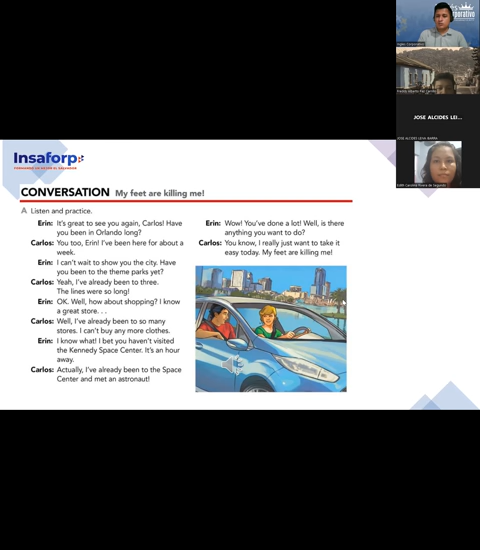 Insaforp
CONVERSATION My feet are killing me!
A Listen and practice.
Erin: It's great to see you again, Carlos! Have
you been in Orlando long?
Carlos: You too, Erin! I've been here for about a
week.
Erin: I can't wait to show you the city. Have
you been to the theme parks yet?
Carlos: Yeah, I've already been to three.
The lines were so long!
Erin: OK. Well, how about shopping? I know
a great store. . .
Carlos: Well, I've already been to so many
stores. I can't buy any more clothes.
Erin: I know what! I bet you haven't visited
the Kennedy Space Center. It's an hour
away.
Carlos: Actually, I've already been to the Space
Center and met an astronaut!
Erin: Wow! You've done a lot! Well, is there
anything you want to do?
Carlos: You know, I really just want to take it
easy today. My feet are killing me!
JOSE ALCIDES LEI...